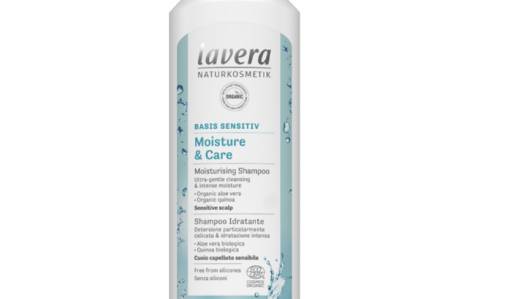 lavera
NATURKOSMETIK
ORGANIC
BASIS SENSITIV
Moisture
& Care
Moisturising Shampoo
Ultra-gentle cleansing
& intense moisture
• Organic aloe vera
• Organic quinoa
Sensitive scalp
Shampoo Idratante
Detersione particolarmente
delicata & idratazione intensa
• Aloe vera biologica
• Quinoa biologica
Cuoio capelluto sensibile
Free from silicones
Senza siliconi
COSMOS
ORGANIC